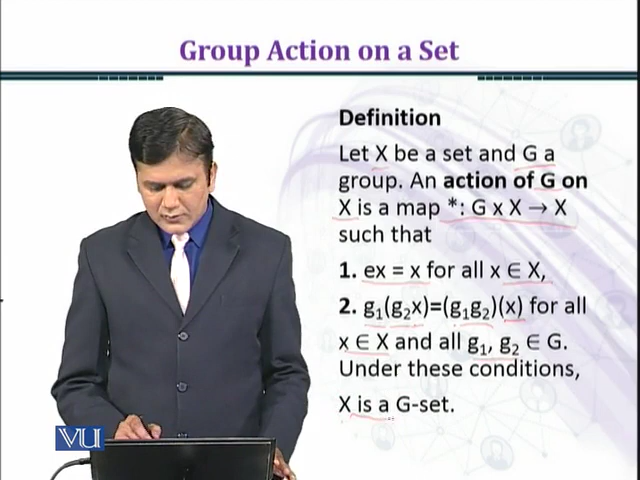 Group Action on a Set
Definition
Let X be a set and G a
group. An action of G on
X is a map *: G x X → X
such that
1. ex = x for all x ∈ X,
2. g₁(g₂x)=(g₁g₂)(x) for all
x ∈ X and all g₁, g₂ ∈ G.
Under these conditions,
X is a G-set.
VU